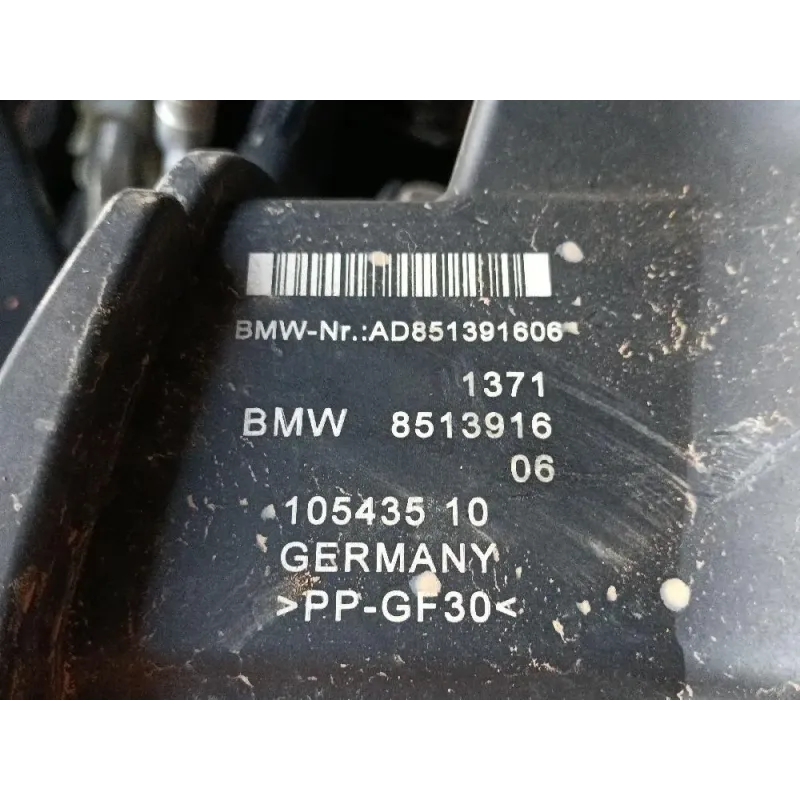 BMW-Nr.:AD851391606
1371
BMW 8513916
06
105435 10
GERMANY
>PP-GF30<